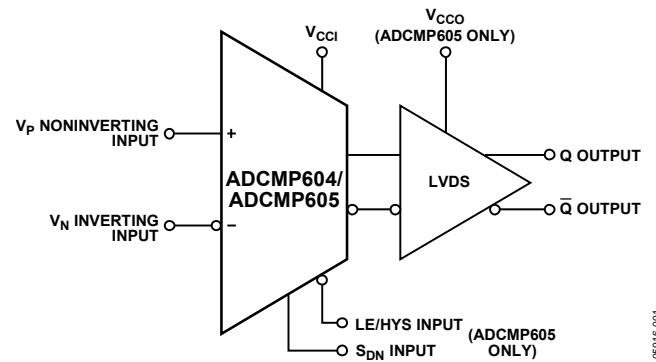 VCCI
VCCO
(ADCMP605 ONLY)
VP NONINVERTING
INPUT
+
ADCMP604/
ADCMP605
LVDS
Q OUTPUT
VN INVERTING
INPUT
–
Q̅ OUTPUT
LE/HYS INPUT
(ADCMP605
ONLY)
SDN INPUT
05916-001